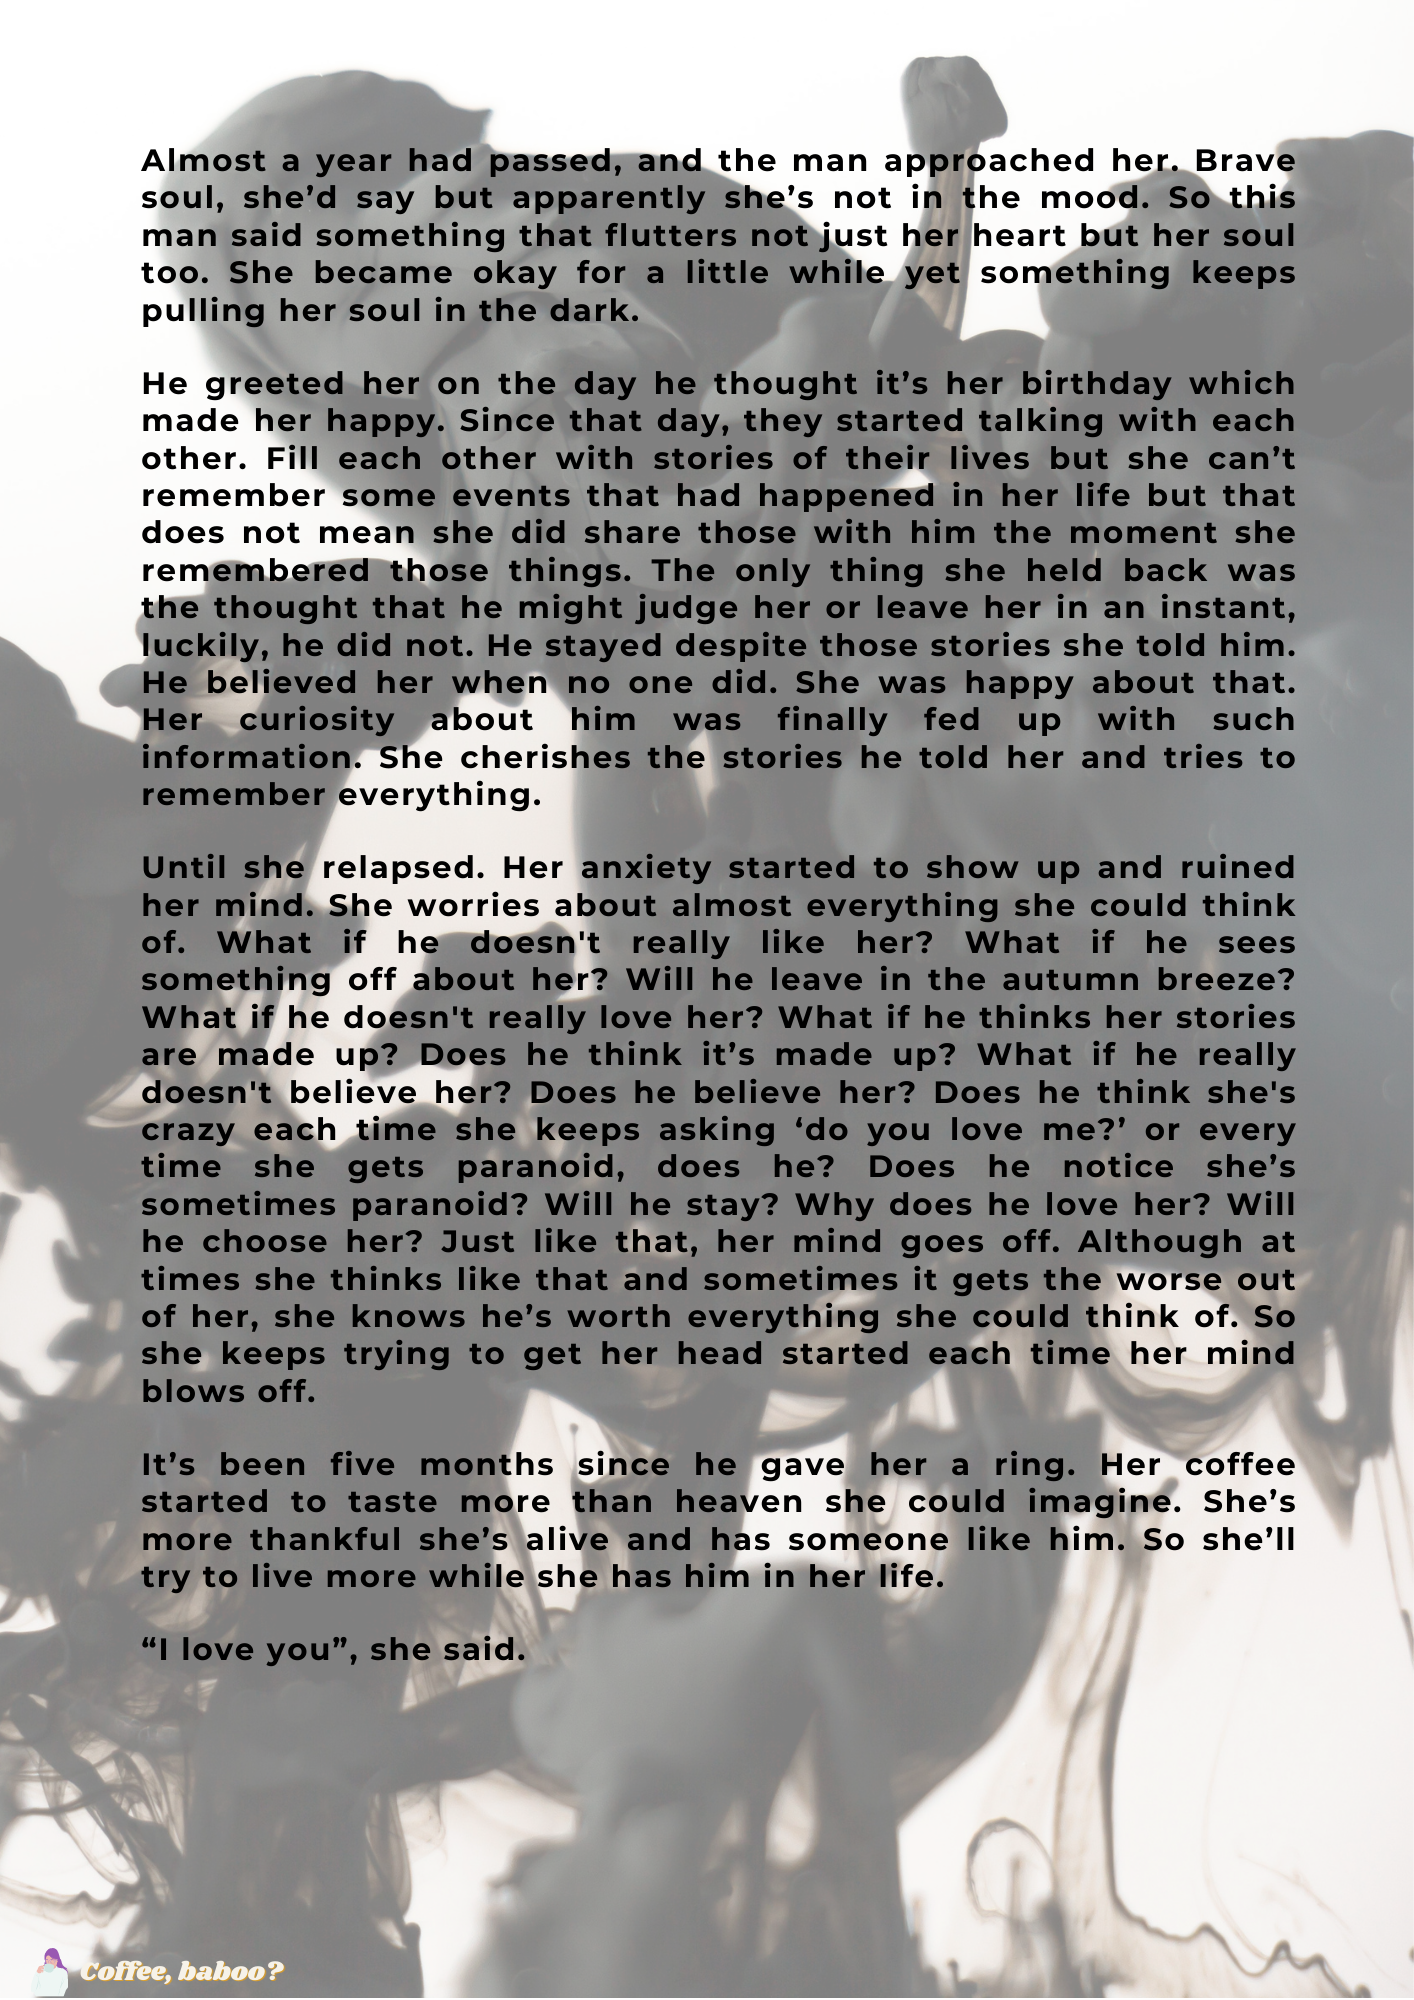 Almost a year had passed, and the man approached her. Brave
soul, she’d say but apparently she’s not in the mood. So this
man said something that flutters not just her heart but her soul
too. She became okay for a little while yet something keeps
pulling her soul in the dark.
He greeted her on the day he thought it’s her birthday which
made her happy. Since that day, they started talking with each
other. Fill each other with stories of their lives but she can’t
remember some events that had happened in her life but that
does not mean she did share those with him the moment she
remembered those things. The only thing she held back was
the thought that he might judge her or leave her in an instant,
luckily, he did not. He stayed despite those stories she told him.
He believed her when no one did. She was happy about that.
Her curiosity about him was finally fed up with such
information. She cherishes the stories he told her and tries to
remember everything.
Until she relapsed. Her anxiety started to show up and ruined
her mind. She worries about almost everything she could think
of. What if he doesn't really like her? What if he sees
something off about her? Will he leave in the autumn breeze?
What if he doesn't really love her? What if he thinks her stories
are made up? Does he think it’s made up? What if he really
doesn't believe her? Does he believe her? Does he think she's
crazy each time she keeps asking ‘do you love me?’ or every
time she gets paranoid, does he? Does he notice she’s
sometimes paranoid? Will he stay? Why does he love her? Will
he choose her? Just like that, her mind goes off. Although at
times she thinks like that and sometimes it gets the worse out
of her, she knows he’s worth everything she could think of. So
she keeps trying to get her head started each time her mind
blows off.
It’s been five months since he gave her a ring. Her coffee
started to taste more than heaven she could imagine. She’s
more thankful she’s alive and has someone like him. So she’ll
try to live more while she has him in her life.
“I love you”, she said.
Coffee, baboo?